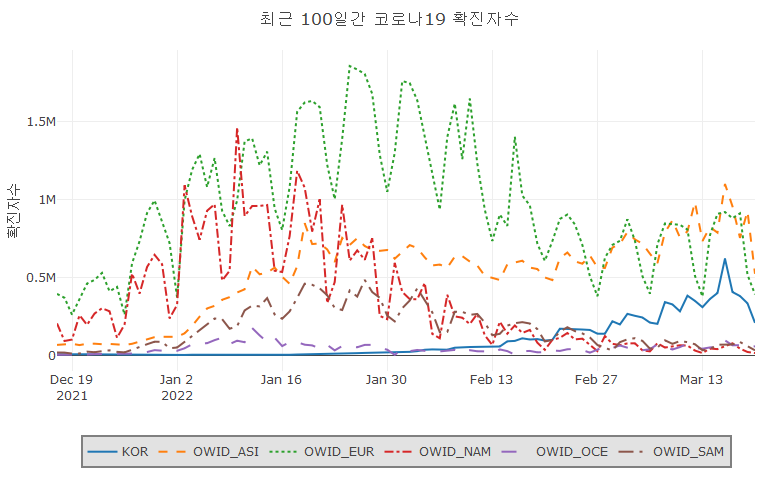 최근 100일간 코로나19 확진자수
확진자수
1.5M
1M
0.5M
0
Dec 19
2021
Jan 2
2022
Jan 16
Jan 30
Feb 13
Feb 27
Mar 13
KOR OWID_ASI OWID_EUR OWID_NAM OWID_OCE OWID_SAM